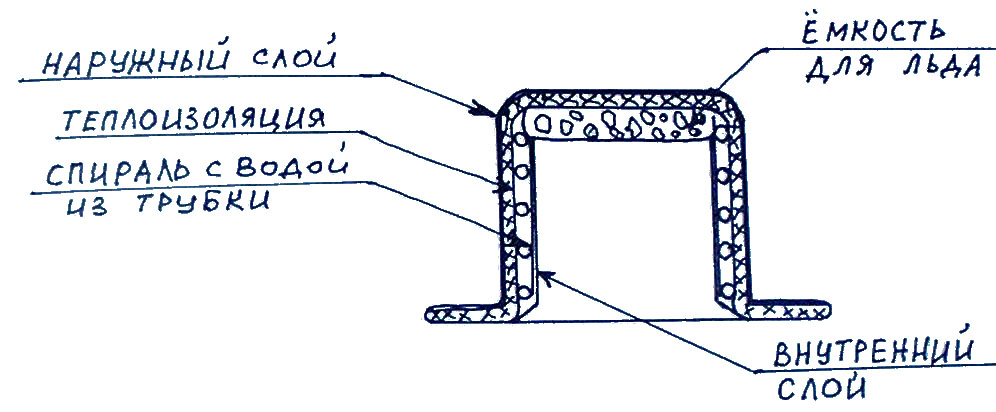 НАРУЖНЫЙ СЛОЙ
ТЕПЛОИЗОЛЯЦИЯ
СПИРАЛЬ С ВОДОЙ
ИЗ ТРУБКИ
ЁМКОСТЬ
ДЛЯ ЛЬДА
ВНУТРЕННИЙ
СЛОЙ